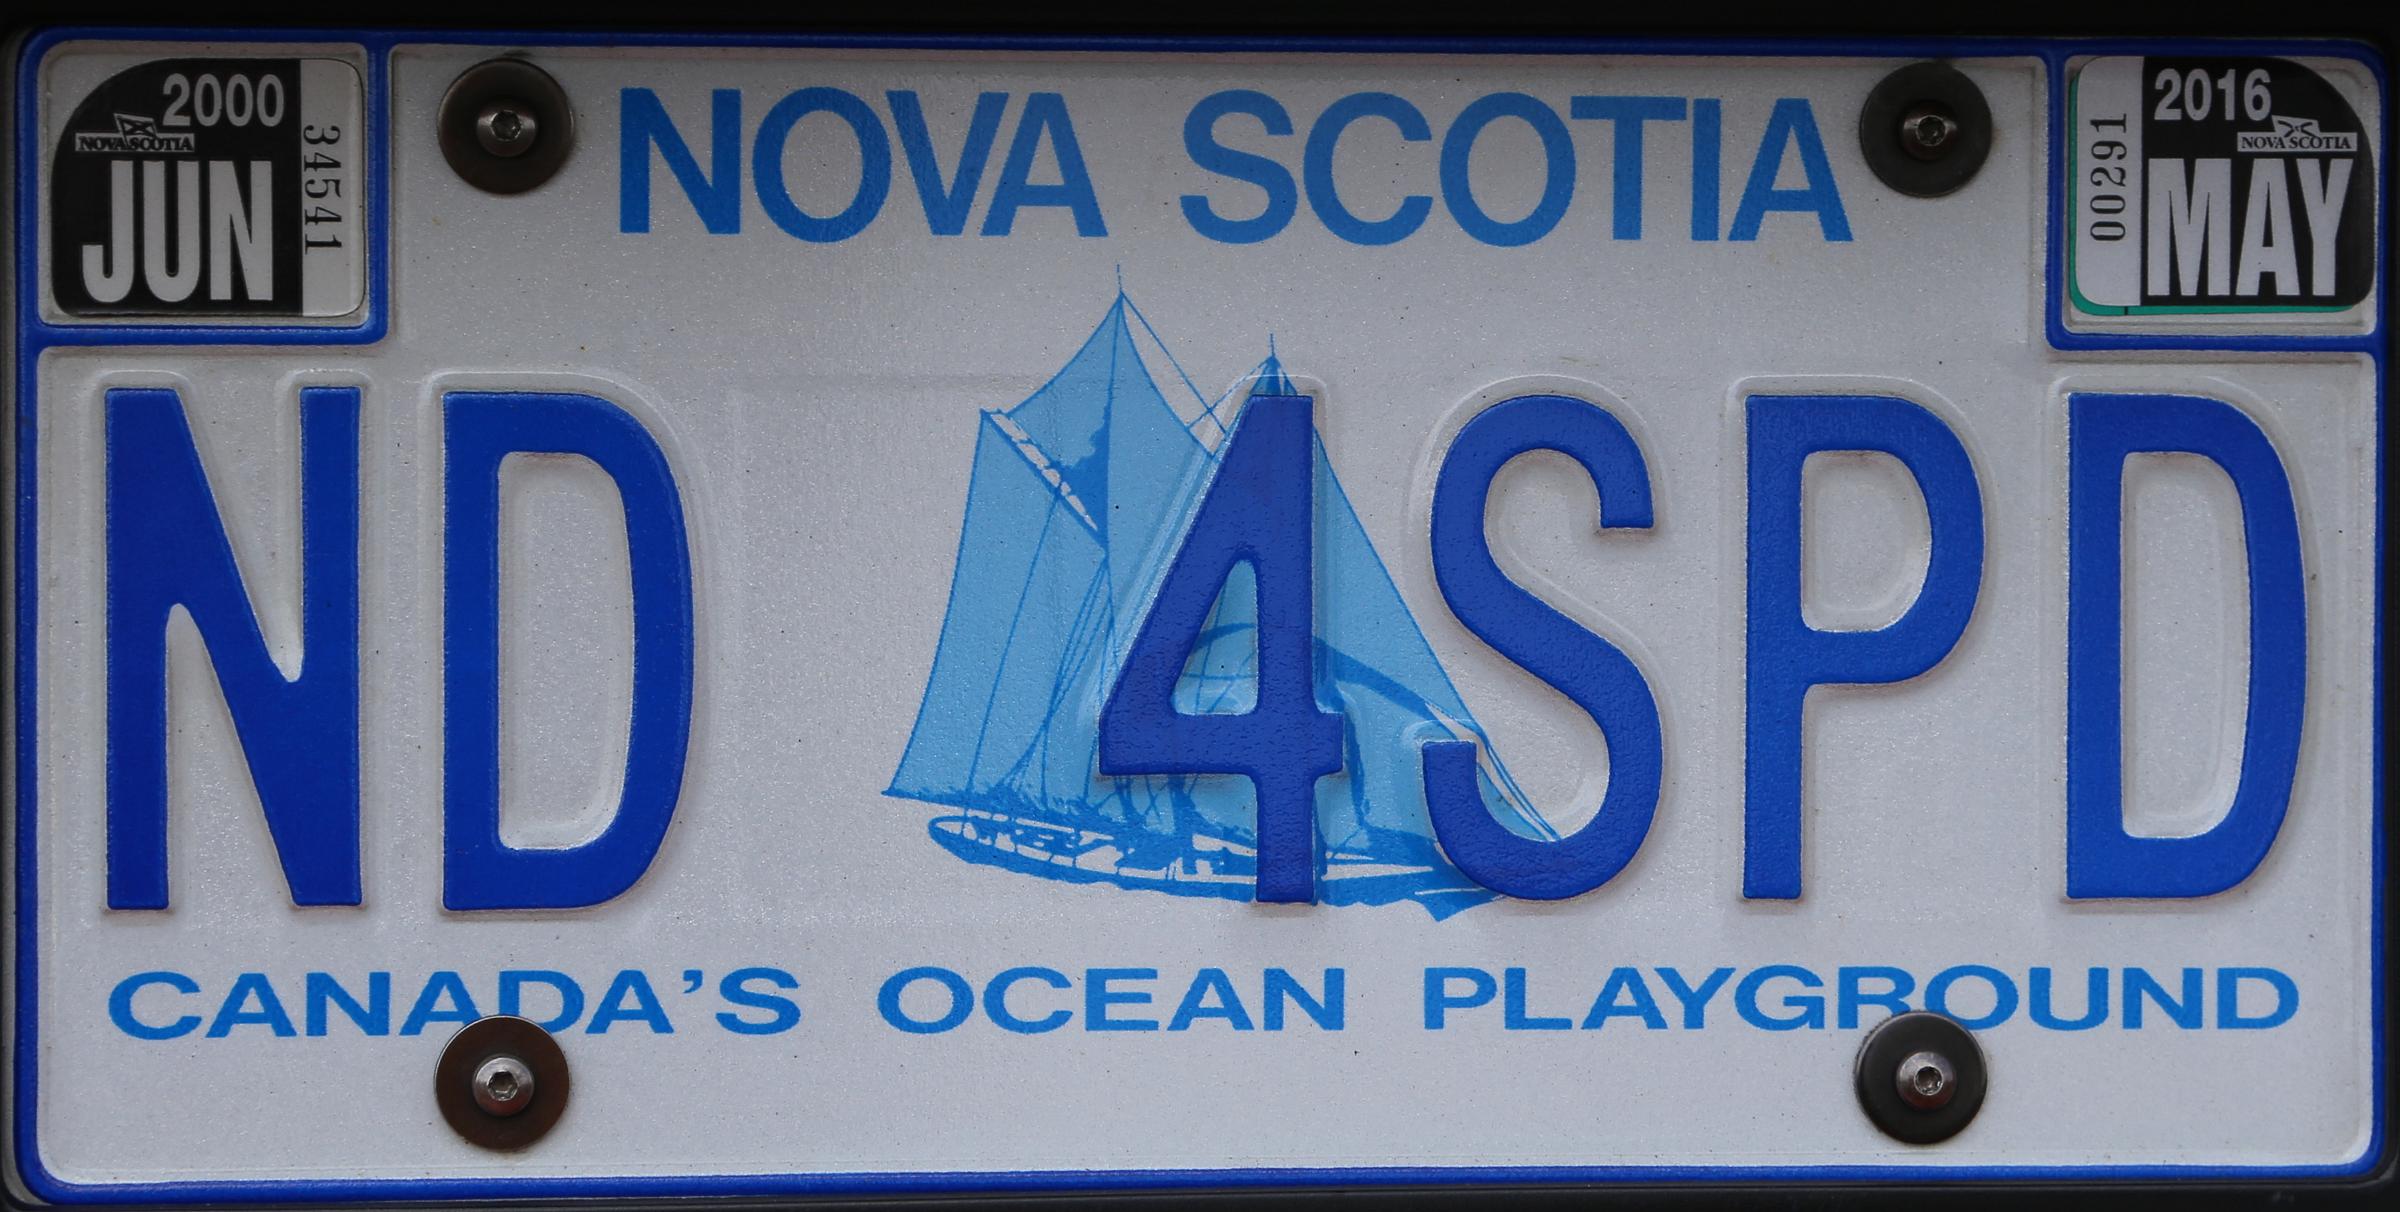 2000
NOVA SCOTIA
JUN
34541
NOVA SCOTIA
2016
NOVA SCOTIA
MAY
00291
ND 4SPD
CANADA'S OCEAN PLAYGROUND